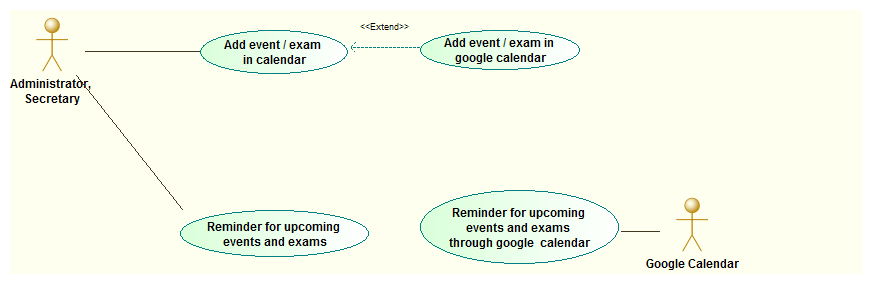 <<Extend>>
Add event / exam
in calendar
Add event / exam in
google calendar
Administrator,
Secretary
Reminder for upcoming
events and exams
Reminder for upcoming
events and exams
through google calendar
Google Calendar